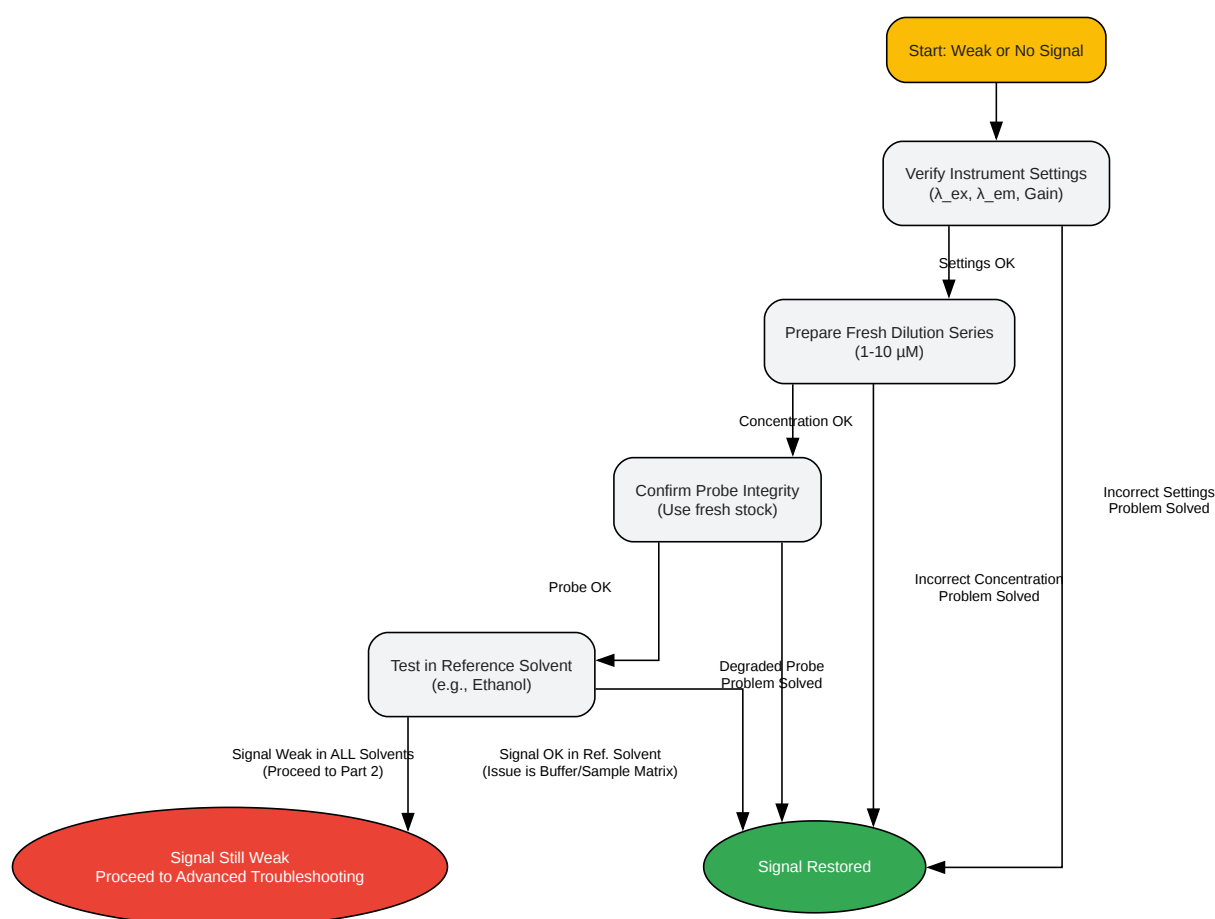 Start: Weak or No Signal
Verify Instrument Settings
(λ_ex, λ_em, Gain)
Settings OK
Prepare Fresh Dilution Series
(1-10 µM)
Concentration OK
Confirm Probe Integrity
(Use fresh stock)
Incorrect Settings
Problem Solved
Probe OK
Incorrect Concentration
Problem Solved
Test in Reference Solvent
(e.g., Ethanol)
Degraded Probe
Problem Solved
Signal Weak in ALL Solvents
(Proceed to Part 2)
Signal OK in Ref. Solvent
(Issue is Buffer/Sample Matrix)
Signal Still Weak
Proceed to Advanced Troubleshooting
Signal Restored